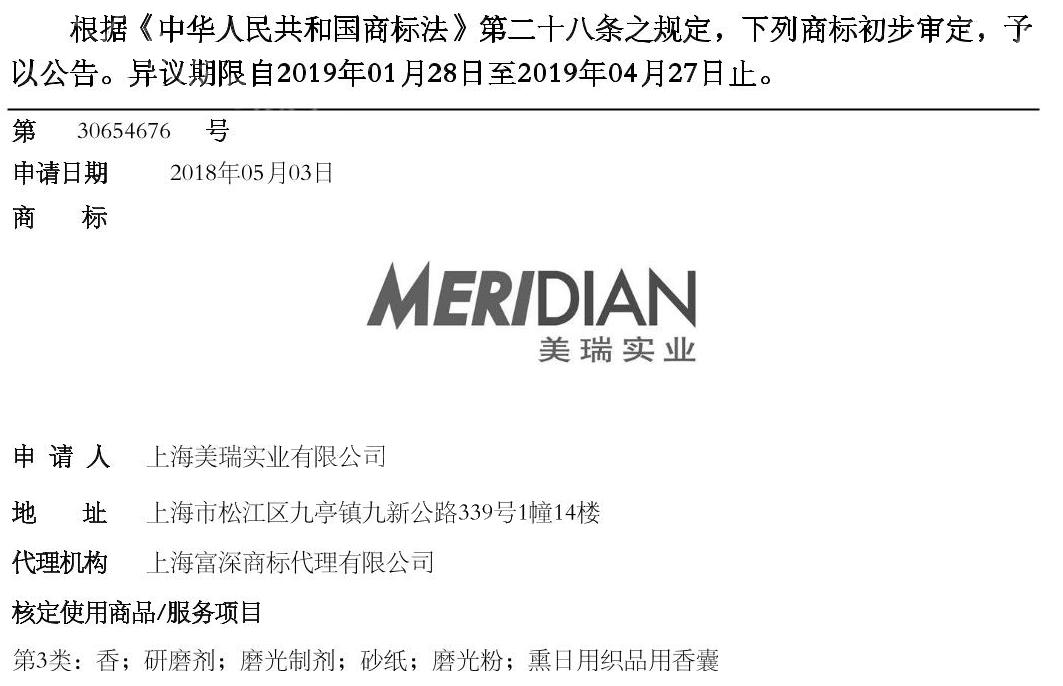 根据《中华人民共和国商标法》第二十八条之规定，下列商标初步审定，予
以公告。异议期限自2019年01月28日至2019年04月27日止。
第 30654676 号
申请日期 2018年05月03日
商 标
MERIDIAN
美瑞实业
申 请 人 上海美瑞实业有限公司
地 址 上海市松江区九亭镇九新公路339号1幢14楼
代理机构 上海富深商标代理有限公司
核定使用商品/服务项目
第3类：香；研磨剂；磨光制剂；砂纸；磨光粉；熏日用织品用香囊